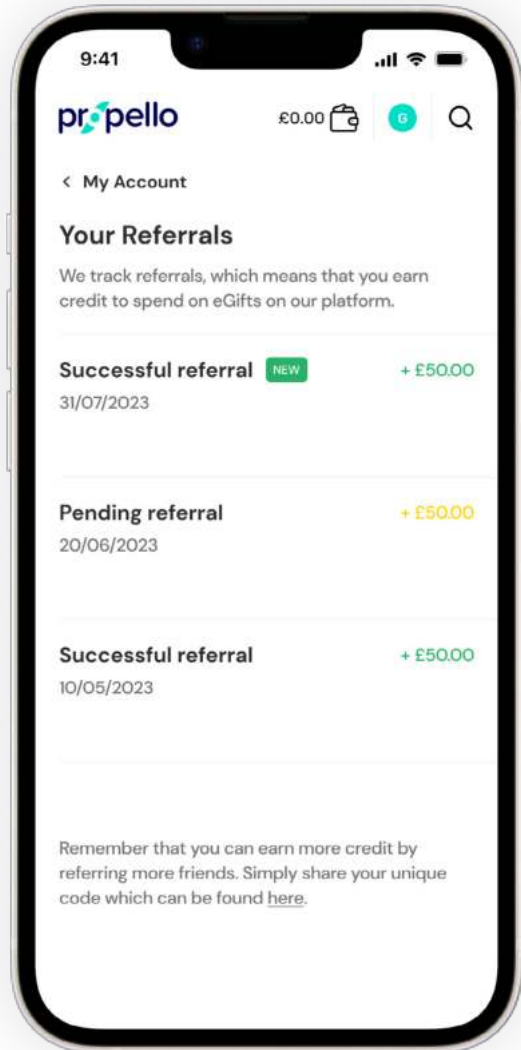 9:41
propello
£0.00
G
< My Account
Your Referrals
We track referrals, which means that you earn
credit to spend on eGifts on our platform.
Successful referral NEW + £50.00
31/07/2023
Pending referral + £50.00
20/06/2023
Successful referral + £50.00
10/05/2023
Remember that you can earn more credit by
referring more friends. Simply share your unique
code which can be found here.